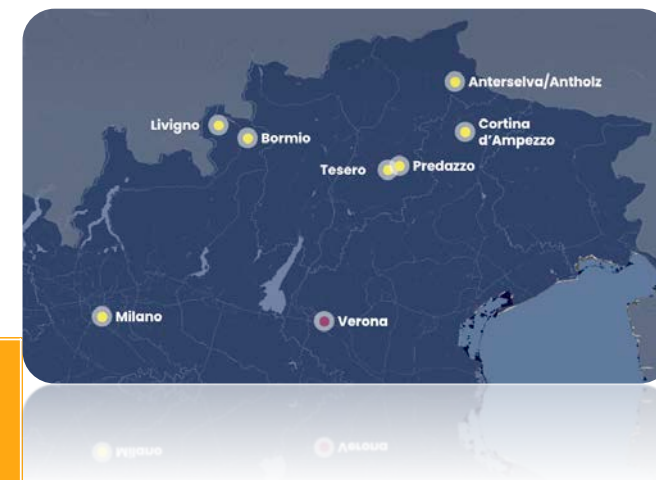 Anterselva/Antholz
Livigno
Cortina
d'Ampezzo
Bormio
Tesero
Predazzo
Milano
Verona